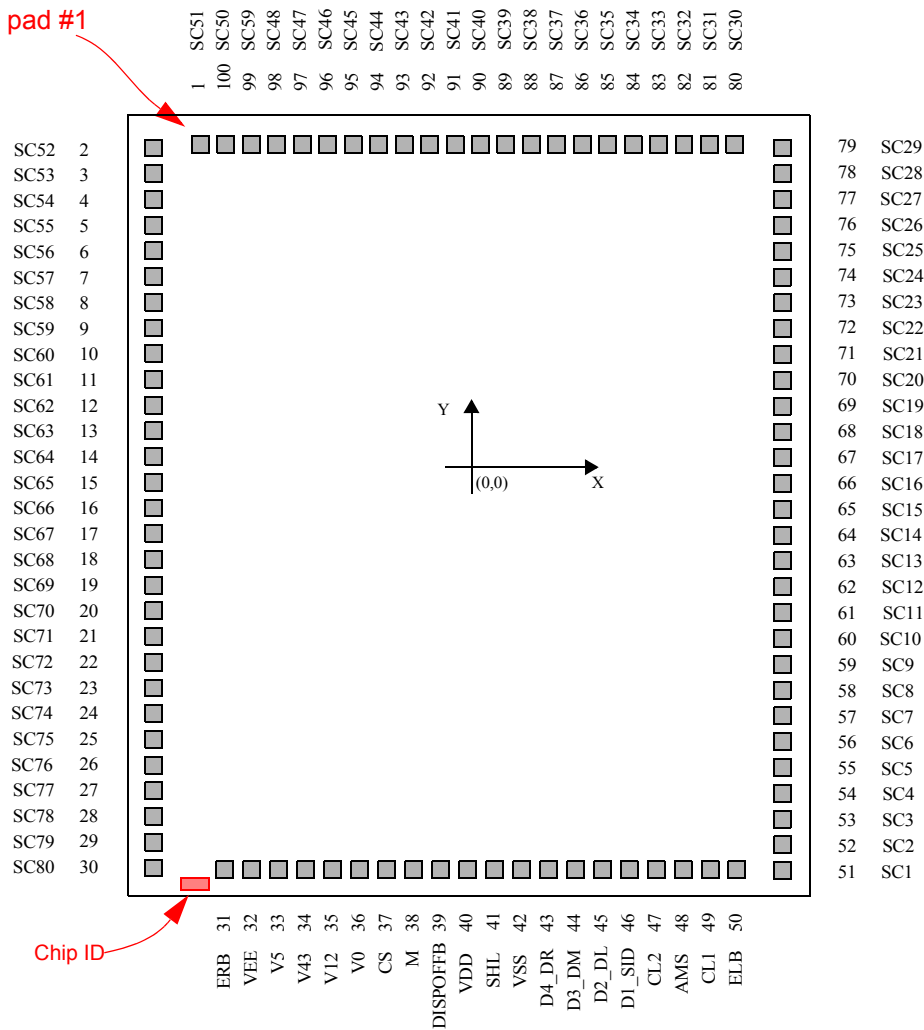 pad #1
SC51 SC50 SC59 SC48 SC47 SC46 SC45 SC44 SC43 SC42 SC41 SC40 SC39 SC38 SC37 SC36 SC35 SC34 SC33 SC32 SC31 SC30
1 100 99 98 97 96 95 94 93 92 91 90 89 88 87 86 85 84 83 82 81 80
SC52 2 79 SC29
SC53 3 78 SC28
SC54 4 77 SC27
SC55 5 76 SC26
SC56 6 75 SC25
SC57 7 74 SC24
SC58 8 73 SC23
SC59 9 72 SC22
SC60 10 71 SC21
SC61 11 70 SC20
SC62 12 69 SC19
Y
SC63 13 68 SC18
SC64 14 67 SC17
(0,0) X
SC65 15 66 SC16
SC66 16 65 SC15
SC67 17 64 SC14
SC68 18 63 SC13
SC69 19 62 SC12
SC70 20 61 SC11
SC71 21 60 SC10
SC72 22 59 SC9
SC73 23 58 SC8
SC74 24 57 SC7
SC75 25 56 SC6
SC76 26 55 SC5
SC77 27 54 SC4
SC78 28 53 SC3
SC79 29 52 SC2
SC80 30 51 SC1
Chip ID
31 32 33 34 35 36 37 38 39 40 41 42 43 44 45 46 47 48 49 50
ERB VEE V5 V43 V12 V0 CS M DISPOFFB VDD SHL VSS D4_DR D3_DM D2_DL D1_SID CL2 AMS CL1 ELB